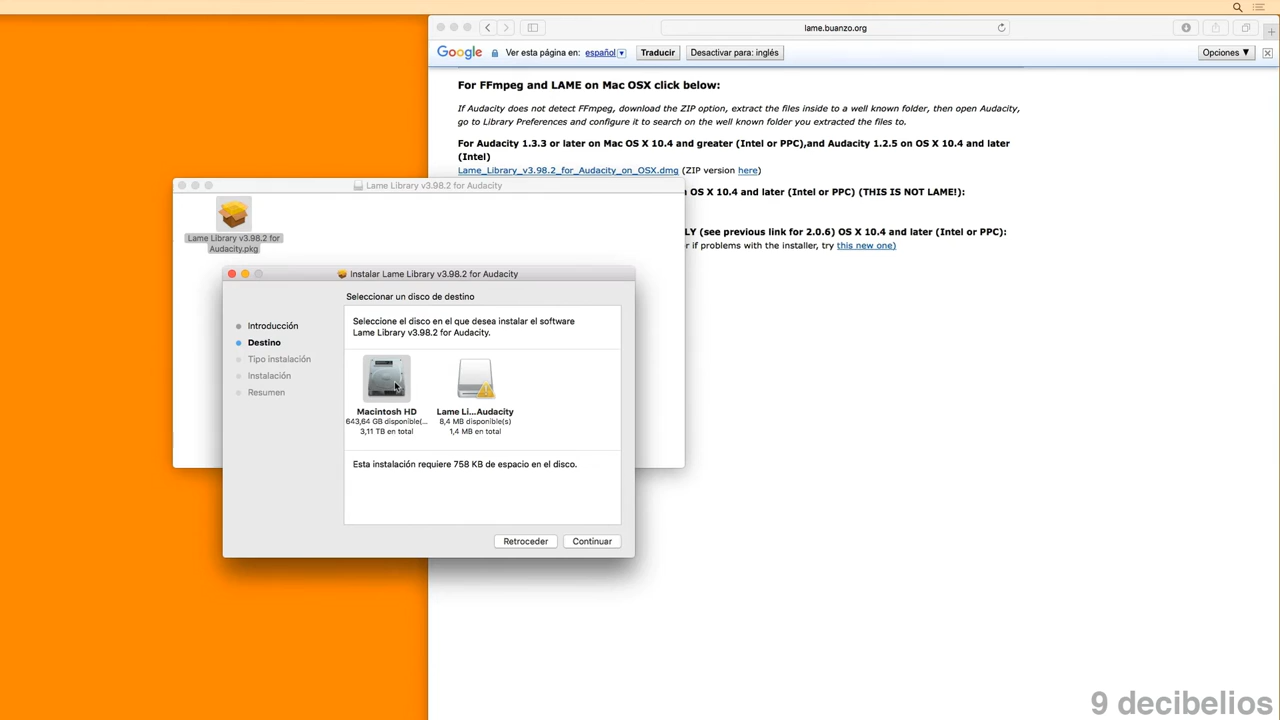 lame.buanzo.org
Google Ver esta página en: español Traducir Desactivar para: inglés Opciones ▼
For FFmpeg and LAME on Mac OSX click below:
If Audacity does not detect FFmpeg, download the ZIP option, extract the files inside to a well known folder, then open Audacity,
go to Library Preferences and configure it to search on the well known folder you extracted the files to.
For Audacity 1.3.3 or later on Mac OS X 10.4 and greater (Intel or PPC),and Audacity 1.2.5 on OS X 10.4 and later
(Intel)
Lame_Library_v3.98.2_for_Audacity_on_OSX.dmg (ZIP version here)
OS X 10.4 and later (Intel or PPC) (THIS IS NOT LAME!):
LY (see previous link for 2.0.6) OS X 10.4 and later (Intel or PPC):
r if problems with the installer, try this new one)
Lame Library v3.98.2 for Audacity
Lame Library v3.98.2 for
Audacity.pkg
Instalar Lame Library v3.98.2 for Audacity
Seleccionar un disco de destino
Introducción
Destino
Tipo instalación
Instalación
Resumen
Seleccione el disco en el que desea instalar el software
Lame Library v3.98.2 for Audacity.
Macintosh HD
643,64 GB disponible(...
3,11 TB en total
Lame Li...Audacity
8,4 MB disponible(s)
1,4 MB en total
Esta instalación requiere 758 KB de espacio en el disco.
Retroceder
Continuar
9 decibelios